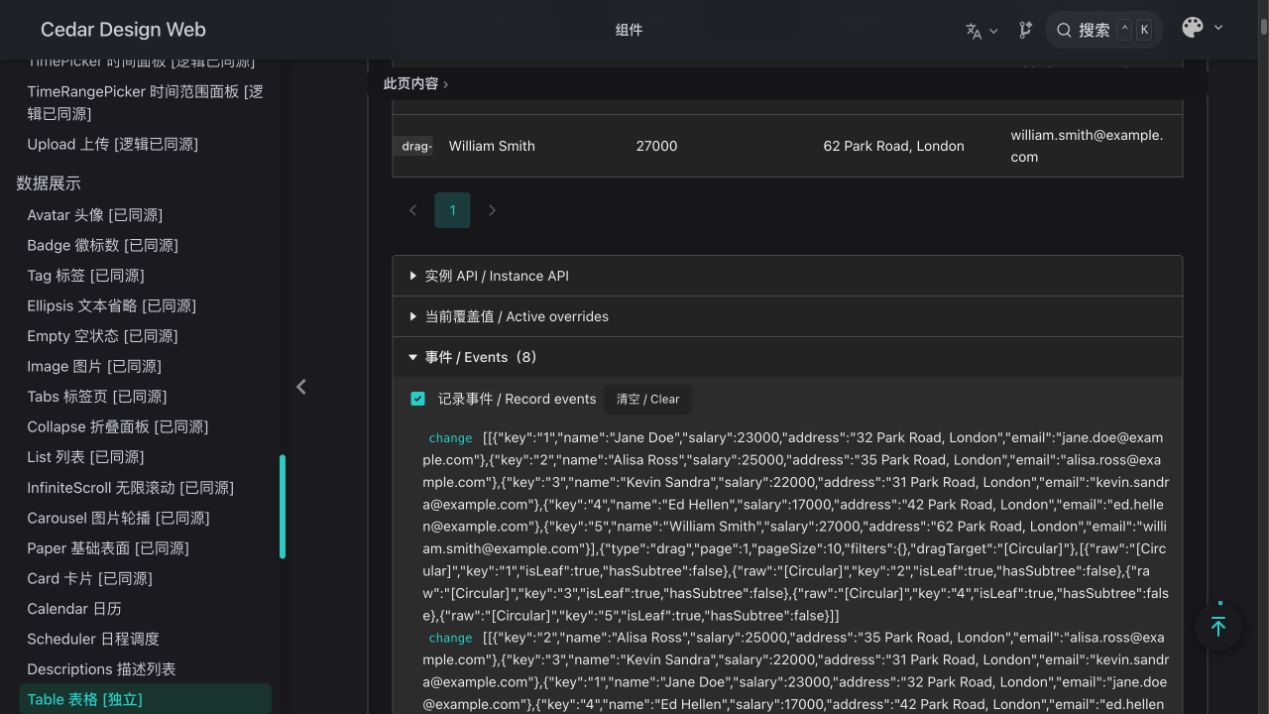 Cedar Design Web
组件
搜索
^
K
TimePicker 时间面板 [逻辑已同源]
TimeRangePicker 时间范围面板 [逻
辑已同源]
Upload 上传 [逻辑已同源]
数据展示
Avatar 头像 [已同源]
Badge 徽标数 [已同源]
Tag 标签 [已同源]
Ellipsis 文本省略 [已同源]
Empty 空状态 [已同源]
Image 图片 [已同源]
Tabs 标签页 [已同源]
Collapse 折叠面板 [已同源]
List 列表 [已同源]
InfiniteScroll 无限滚动 [已同源]
Carousel 图片轮播 [已同源]
Paper 基础表面 [已同源]
Card 卡片 [已同源]
Calendar 日历
Scheduler 日程调度
Descriptions 描述列表
Table 表格 [独立]
此页内容 ›
drag-
William Smith
27000
62 Park Road, London
william.smith@example.
com
1
实例 API / Instance API
当前覆盖值 / Active overrides
事件 / Events（8）
记录事件 / Record events
清空 / Clear
change [[{"key":"1","name":"Jane Doe","salary":23000,"address":"32 Park Road, London","email":"jane.doe@exam
ple.com"},{"key":"2","name":"Alisa Ross","salary":25000,"address":"35 Park Road, London","email":"alisa.ross@exa
mple.com"},{"key":"3","name":"Kevin Sandra","salary":22000,"address":"31 Park Road, London","email":"kevin.sandr
a@example.com"},{"key":"4","name":"Ed Hellen","salary":17000,"address":"42 Park Road, London","email":"ed.helle
n@example.com"},{"key":"5","name":"William Smith","salary":27000,"address":"62 Park Road, London","email":"willi
am.smith@example.com"}],{"type":"drag","page":1,"pageSize":10,"filters":{},"dragTarget":"[Circular]"},[{"raw":"[Circ
ular]","key":"1","isLeaf":true,"hasSubtree":false},{"raw":"[Circular]","key":"2","isLeaf":true,"hasSubtree":false},{"ra
w":"[Circular]","key":"3","isLeaf":true,"hasSubtree":false},{"raw":"[Circular]","key":"4","isLeaf":true,"hasSubtree":fals
e},{"raw":"[Circular]","key":"5","isLeaf":true,"hasSubtree":false}]]
change [[{"key":"2","name":"Alisa Ross","salary":25000,"address":"35 Park Road, London","email":"alisa.ross@exa
mple.com"},{"key":"3","name":"Kevin Sandra","salary":22000,"address":"31 Park Road, London","email":"kevin.sandr
a@example.com"},{"key":"1","name":"Jane Doe","salary":23000,"address":"32 Park Road, London","email":"jane.doe
@example.com"},{"key":"4","name":"Ed Hellen","salary":17000,"address":"42 Park Road, London","email":"ed.hellen